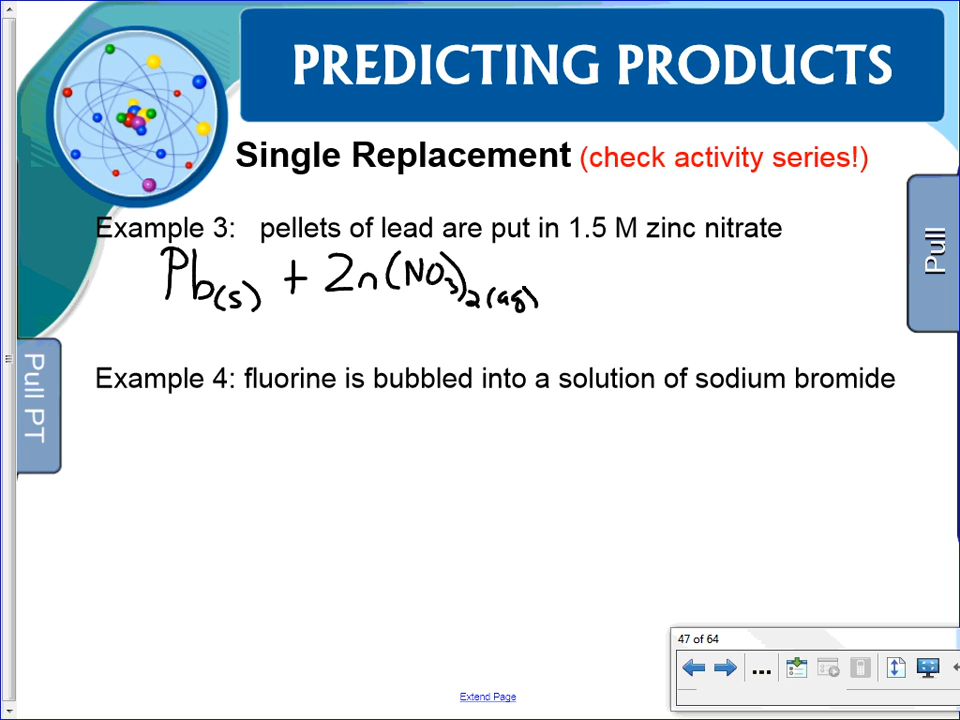 PREDICTING PRODUCTS
Single Replacement (check activity series!)
Example 3: pellets of lead are put in 1.5 M zinc nitrate
Pb(s) + Zn(NO3)2(aq)
Example 4: fluorine is bubbled into a solution of sodium bromide
Pull
Pull PT
47 of 64
Extend Page